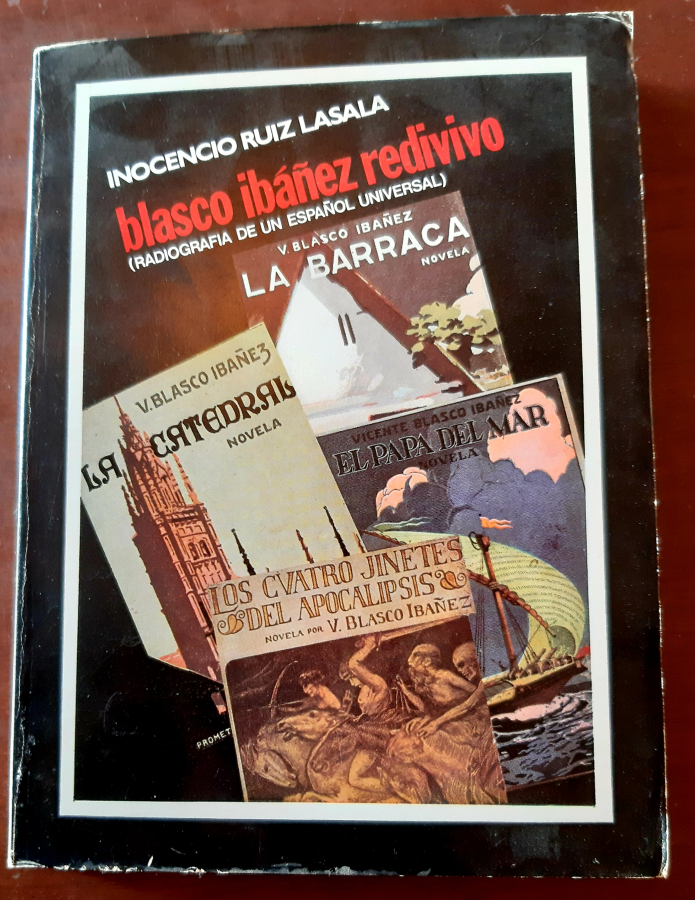 INOCENCIO RUIZ LASALA
blasco ibáñez redivivo
(RADIOGRAFIA DE UN ESPAÑOL UNIVERSAL)
V. BLASCO IBAÑEZ
LA BARRACA
NOVELA
V. BLASCO IBAÑEZ
LA CATEDRAL
NOVELA
VICENTE BLASCO IBAÑEZ
EL PAPA DEL MAR
NOVELA
LOS CVATRO JINETES
DEL APOCALIPSIS
NOVELA POR V. BLASCO IBAÑEZ
PROMET